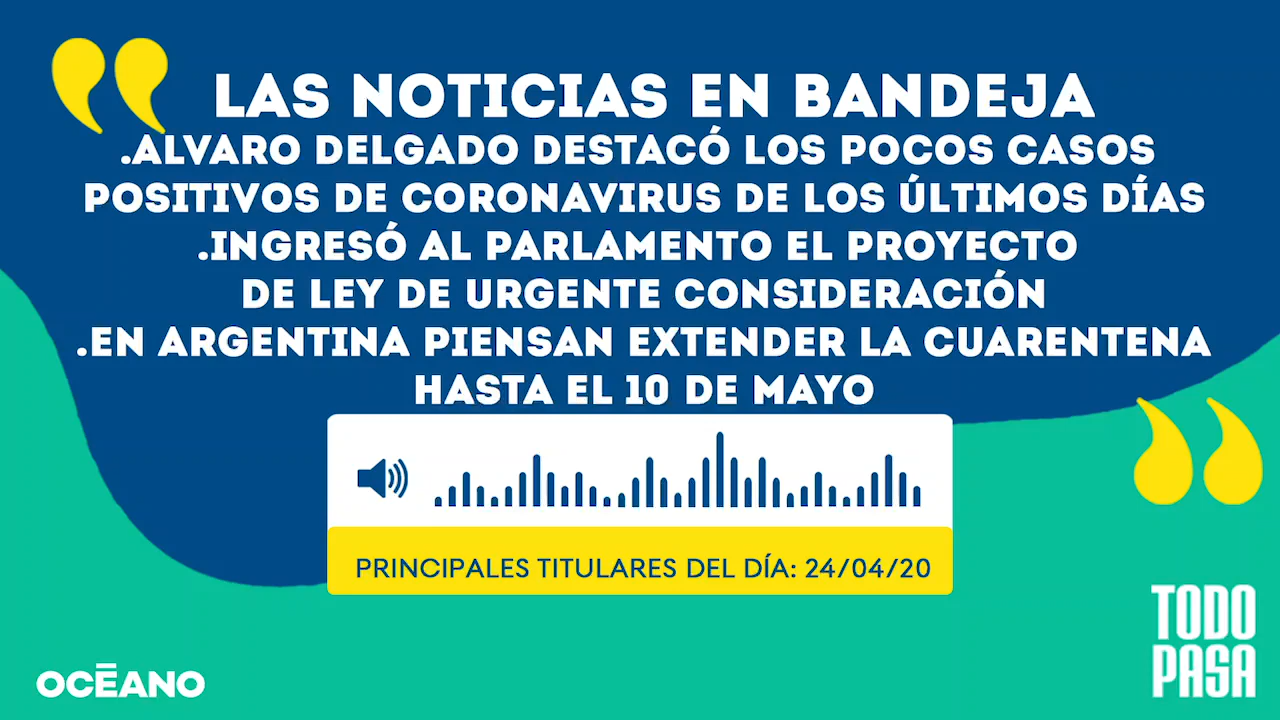 LAS NOTICIAS EN BANDEJA
.ALVARO DELGADO DESTACÓ LOS POCOS CASOS
POSITIVOS DE CORONAVIRUS DE LOS ÚLTIMOS DÍAS
.INGRESÓ AL PARLAMENTO EL PROYECTO
DE LEY DE URGENTE CONSIDERACIÓN
.EN ARGENTINA PIENSAN EXTENDER LA CUARENTENA
HASTA EL 10 DE MAYO
PRINCIPALES TITULARES DEL DÍA: 24/04/20
TODO
PASA
OCĒANO